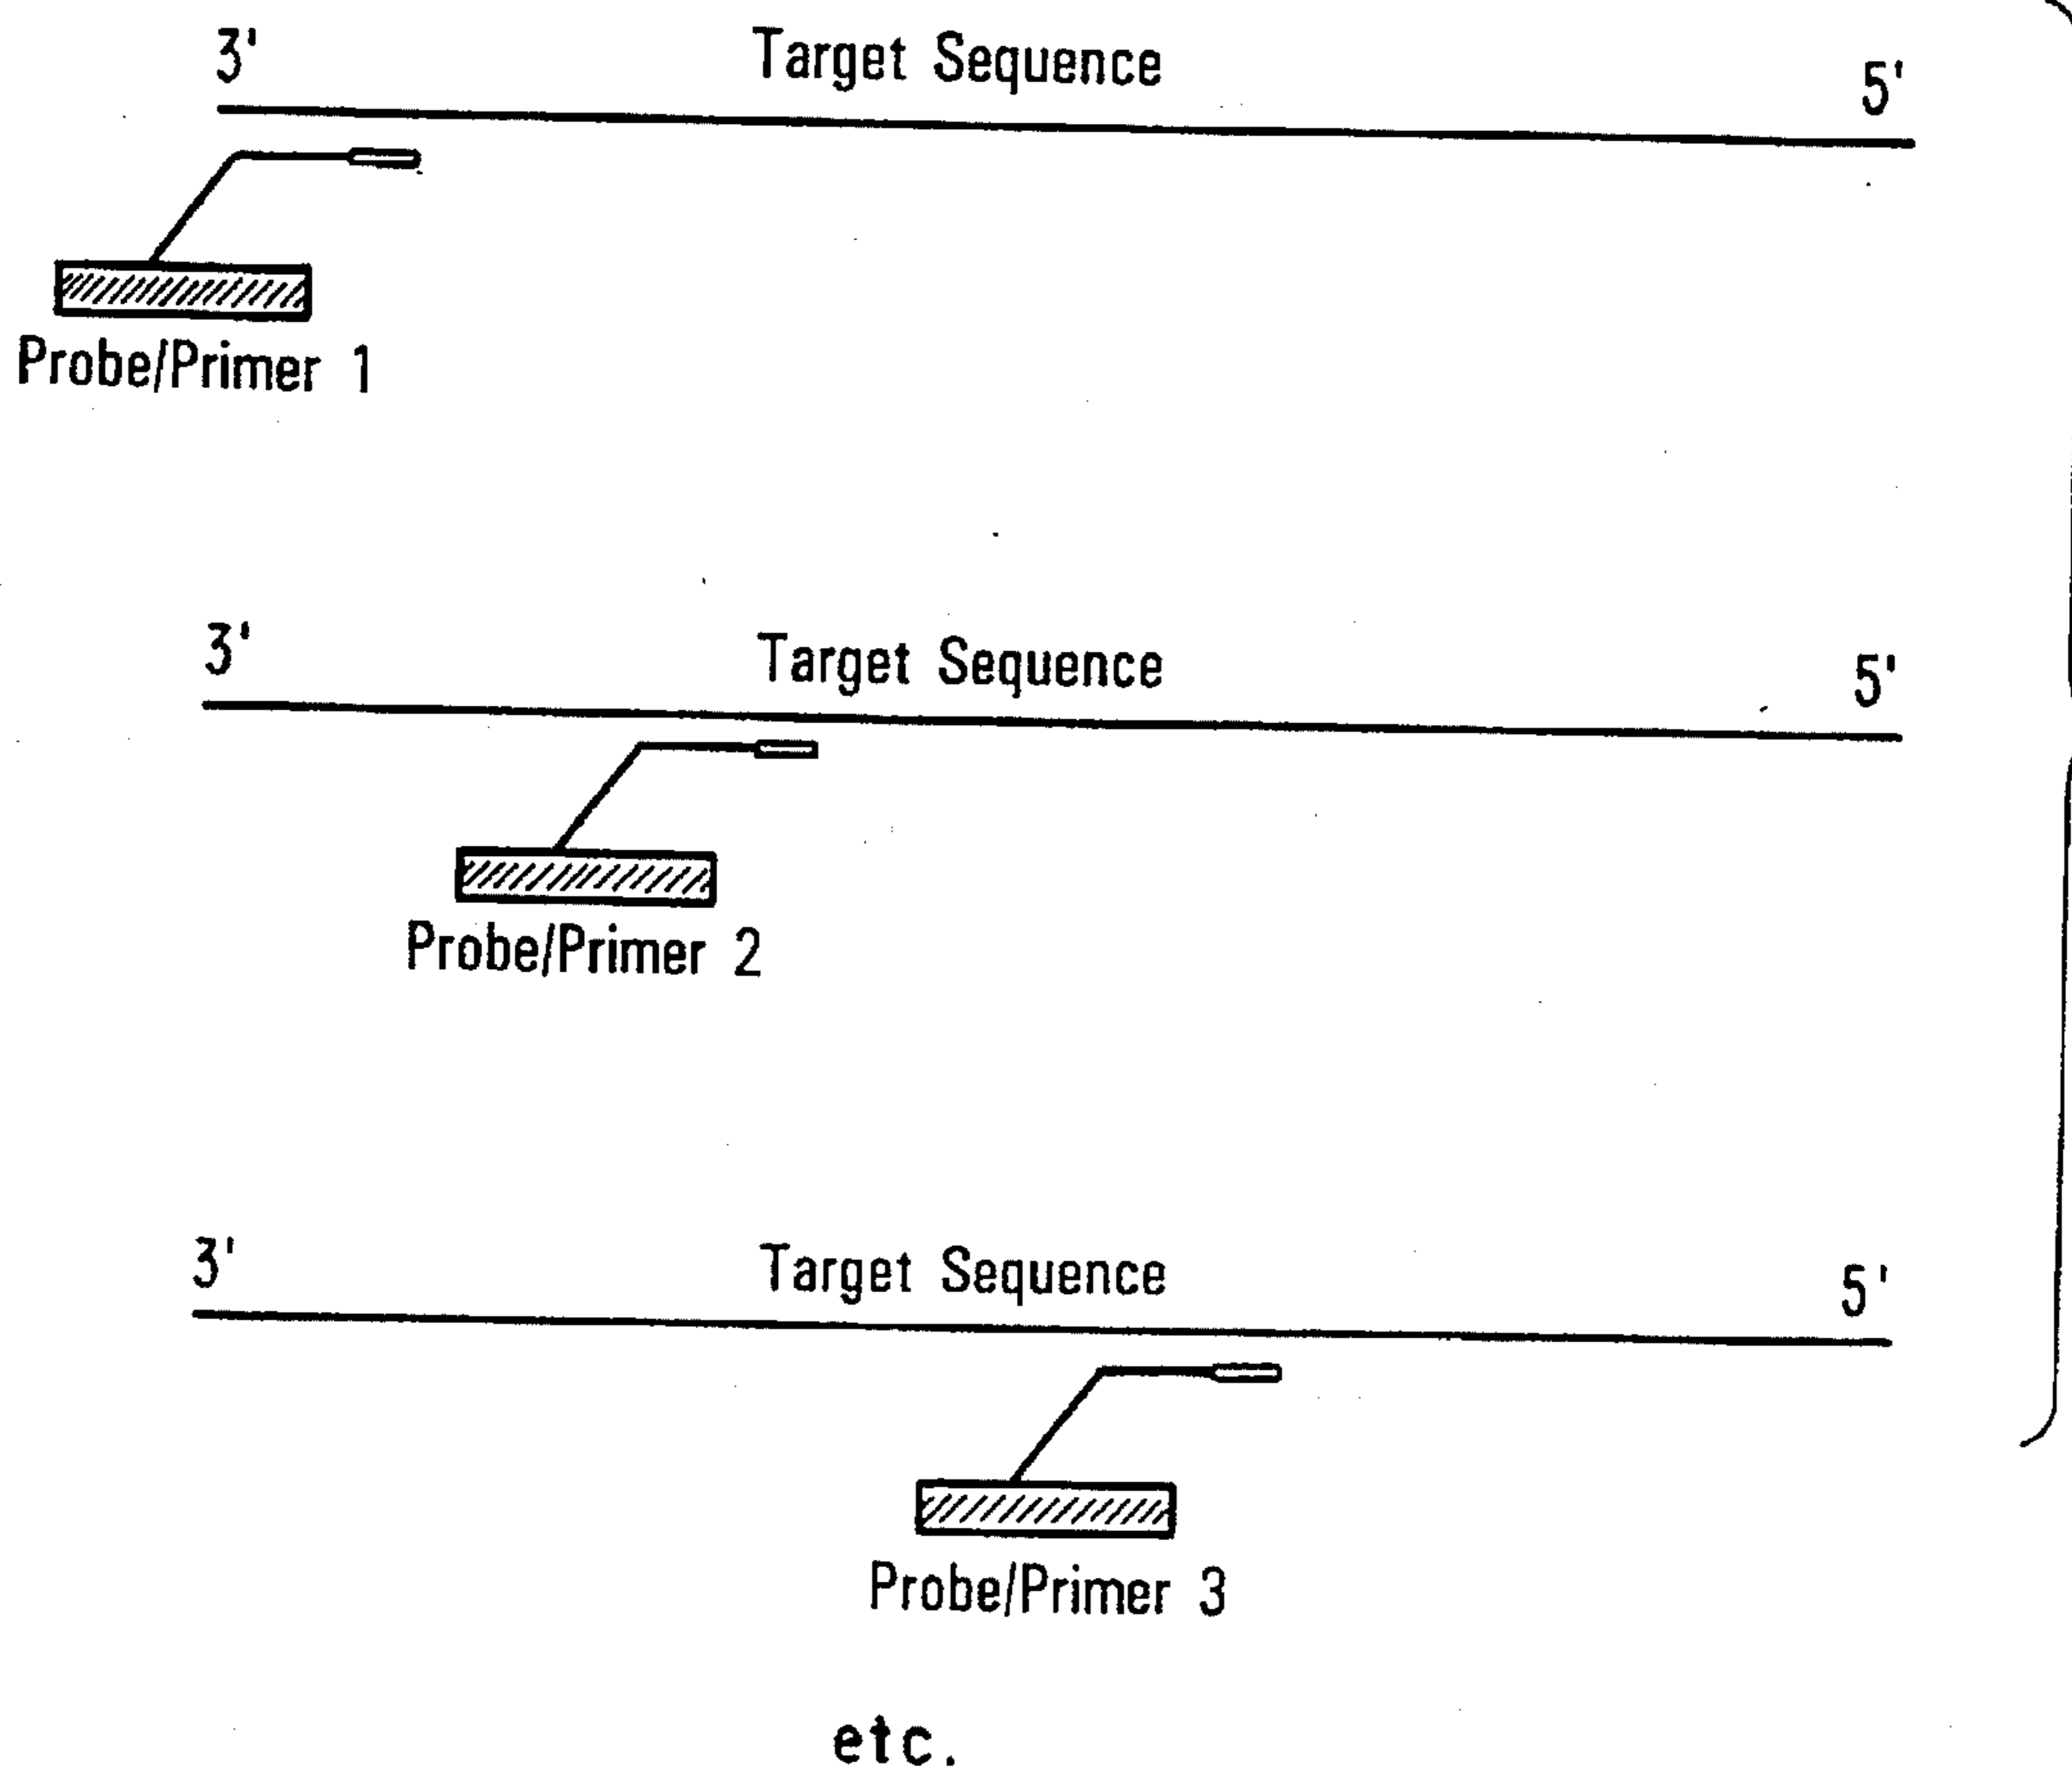 3' Target Sequence 5'
Probe/Primer 1
3' Target Sequence 5'
Probe/Primer 2
3' Target Sequence 5'
Probe/Primer 3
etc.